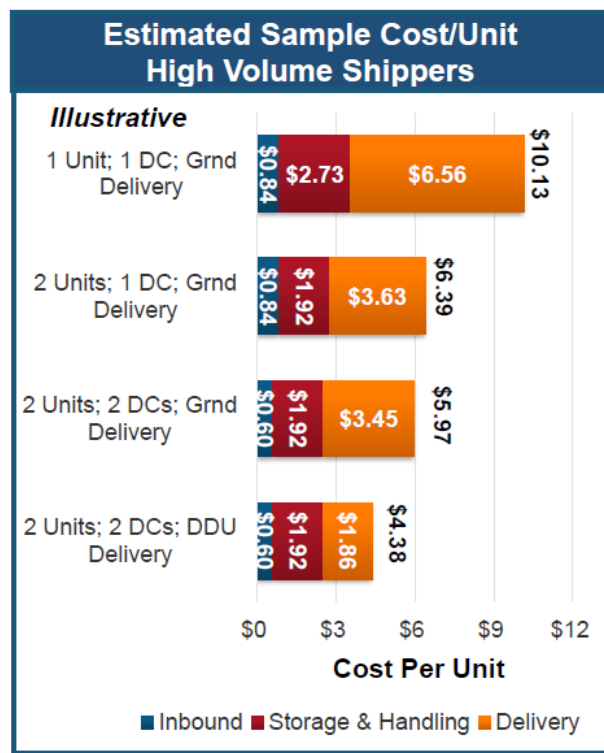 Estimated Sample Cost/Unit
High Volume Shippers
Illustrative
1 Unit; 1 DC; Grnd
Delivery
$0.84
$2.73
$6.56
$10.13
2 Units; 1 DC; Grnd
Delivery
$0.84
$1.92
$3.63
$6.39
2 Units; 2 DCs; Grnd
Delivery
$0.60
$1.92
$3.45
$5.97
2 Units; 2 DCs; DDU
Delivery
$0.60
$1.92
$1.86
$4.38
$0 $3 $6 $9 $12
Cost Per Unit
Inbound Storage & Handling Delivery